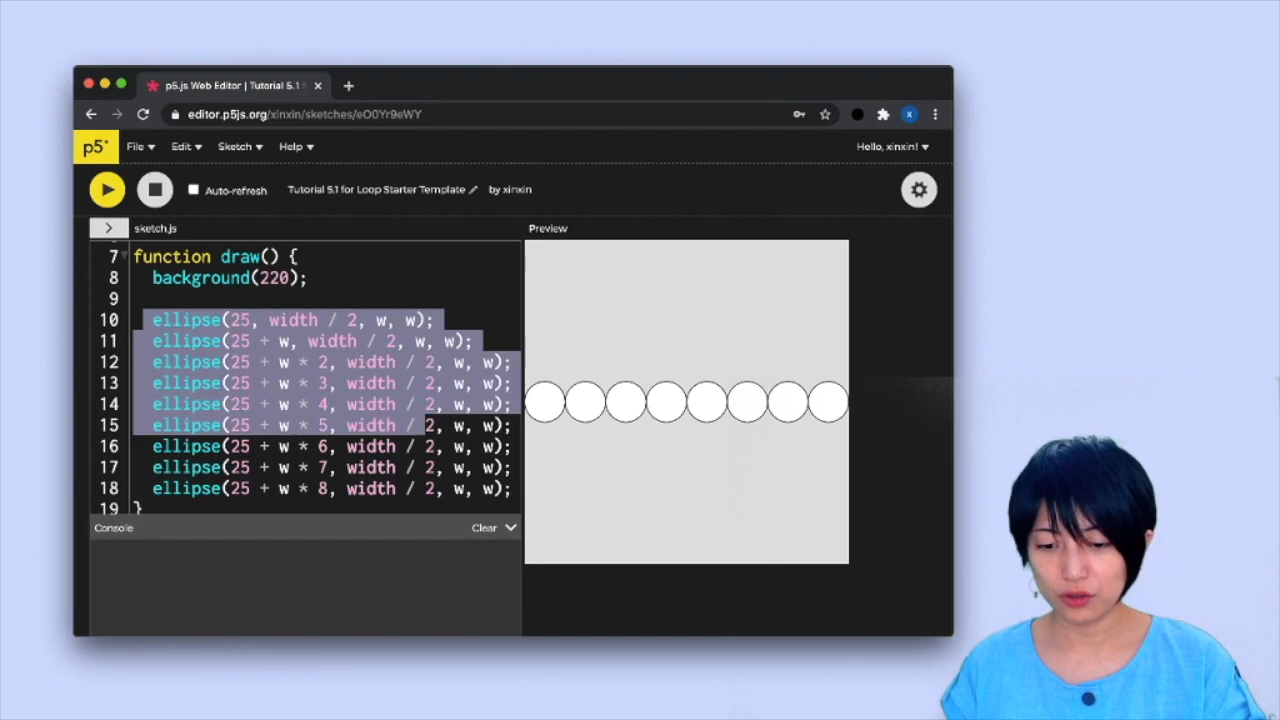 p5.js Web Editor | Tutorial 5.1
editor.p5js.org/xinxin/sketches/eO0Yr9eWY
x
p5* File Edit Sketch Help Hello, xinxin!
Auto-refresh Tutorial 5.1 for Loop Starter Template by xinxin
> sketch.js Preview
7 function draw() {
8 background(220);
9
10 ellipse(25, width / 2, w, w);
11 ellipse(25 + w, width / 2, w, w);
12 ellipse(25 + w * 2, width / 2, w, w);
13 ellipse(25 + w * 3, width / 2, w, w);
14 ellipse(25 + w * 4, width / 2, w, w);
15 ellipse(25 + w * 5, width / 2, w, w);
16 ellipse(25 + w * 6, width / 2, w, w);
17 ellipse(25 + w * 7, width / 2, w, w);
18 ellipse(25 + w * 8, width / 2, w, w);
19 }
Console Clear